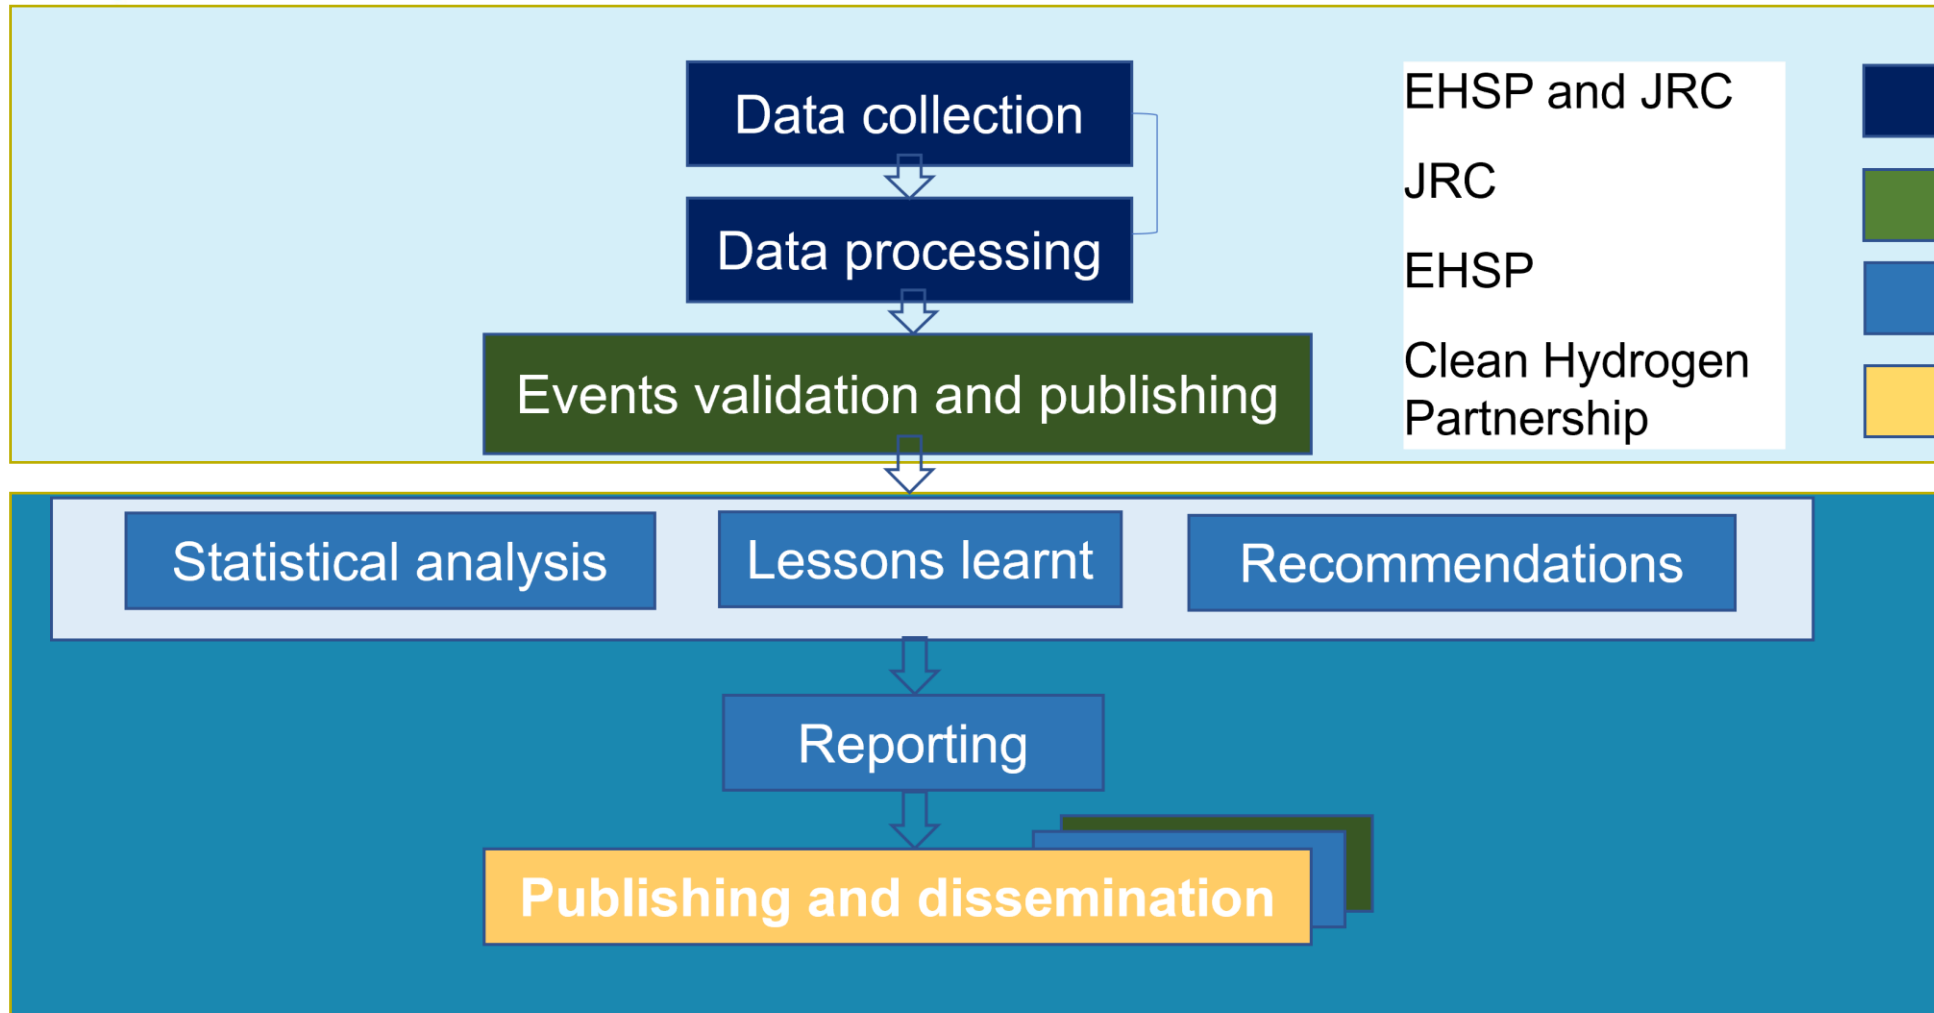 Data collection
Data processing
Events validation and publishing
EHSP and JRC
JRC
EHSP
Clean Hydrogen
Partnership
Statistical analysis
Lessons learnt
Recommendations
Reporting
Publishing and dissemination